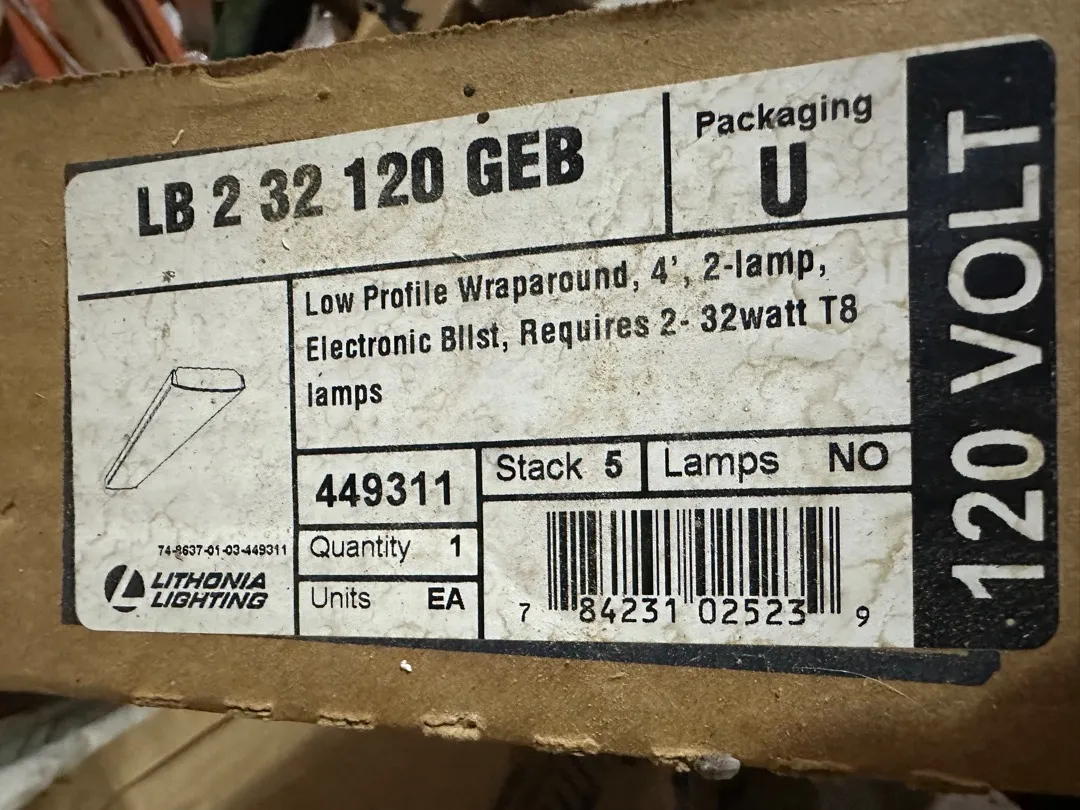 LB 2 32 120 GEB
Packaging
U
Low Profile Wraparound, 4', 2-lamp,
Electronic Bllst, Requires 2- 32watt T8
lamps
449311
Stack 5
Lamps NO
Quantity 1
Units EA
74-8637-01-03-449311
LITHONIA
LIGHTING
7 84231 02523 9
120 VOLT